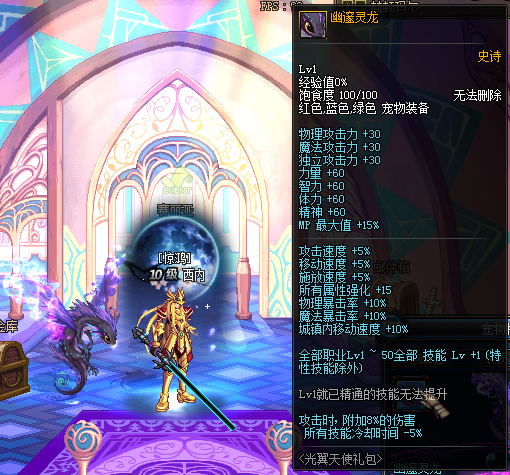 FPS:
幽邃灵龙
史诗
Lv1
经验值0%
饱食度 100/100
无法删除
红色,蓝色,绿色 宠物装备
物理攻击力 +30
魔法攻击力 +30
独立攻击力 +30
力量 +60
智力 +60
体力 +60
精神 +60
MP 最大值 +15%
EVENT
赛丽亚
攻击速度 +5%
移动速度 +5%
施放速度 +5%
所有属性强化 +15
物理暴击率 +10%
魔法暴击率 +10%
城镇内移动速度 +10%
10 级 西内
金库
宠物
全部职业Lv1 ~ 50全部 技能 Lv +1 (特
性技能除外)
Lv1就已精通的技能无法提升
攻击时,附加8%的伤害
所有技能冷却时间 -5%
<光翼天使礼包>